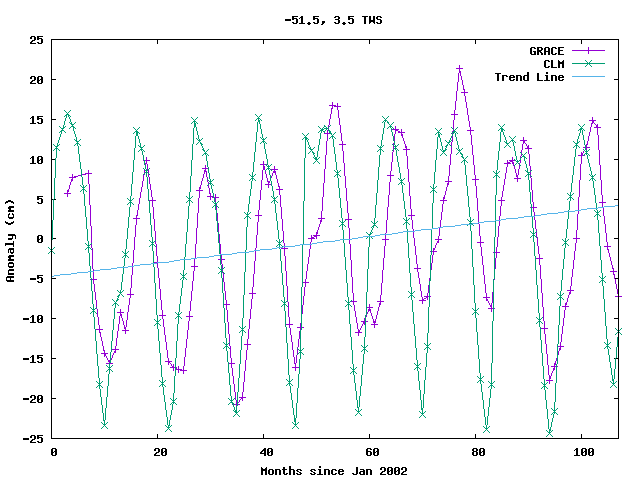 -51.5, 3.5 TWS
GRACE
CLM
Trend Line
25
20
15
10
5
0
-5
-10
-15
-20
-25
Anomaly (cm)
0 20 40 60 80 100
Months since Jan 2002